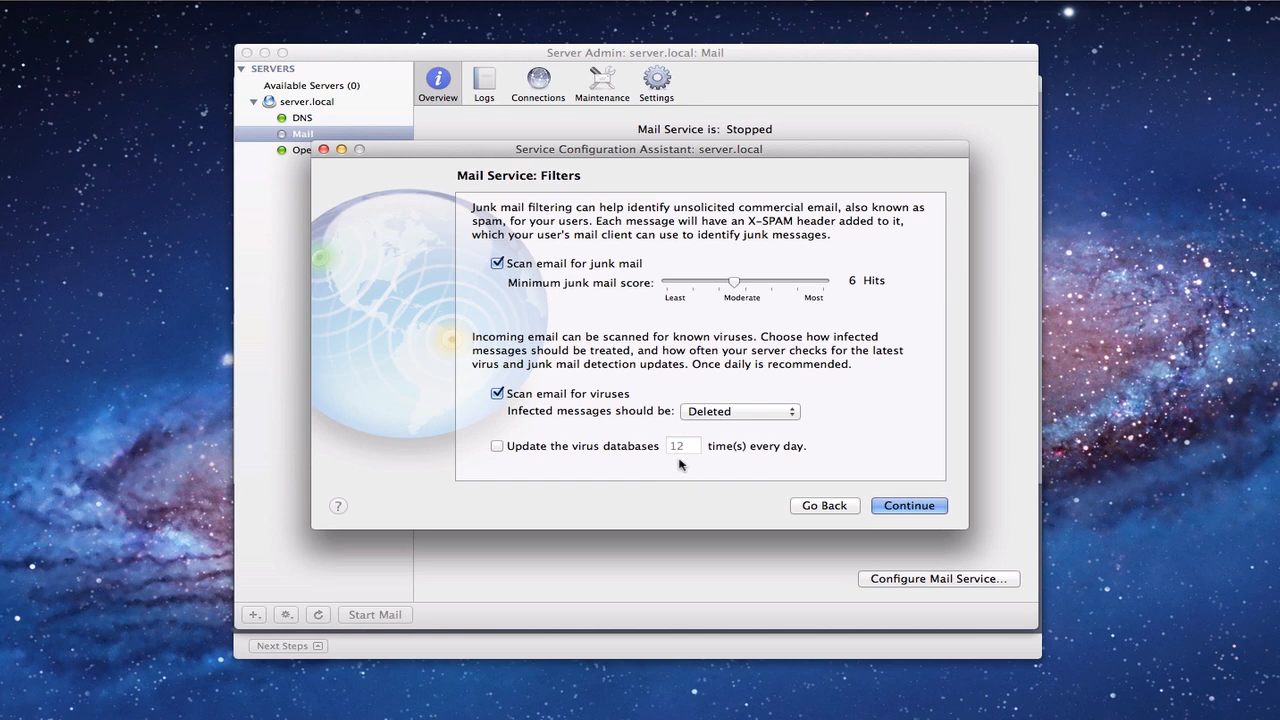 Server Admin: server.local: Mail
SERVERS
Available Servers (0)
server.local
DNS
Mail
Ope
Overview
Logs
Connections
Maintenance
Settings
Mail Service is: Stopped
Service Configuration Assistant: server.local
Mail Service: Filters
Junk mail filtering can help identify unsolicited commercial email, also known as
spam, for your users. Each message will have an X-SPAM header added to it,
which your user's mail client can use to identify junk messages.
Scan email for junk mail
Minimum junk mail score:
6 Hits
Least
Moderate
Most
Incoming email can be scanned for known viruses. Choose how infected
messages should be treated, and how often your server checks for the latest
virus and junk mail detection updates. Once daily is recommended.
Scan email for viruses
Infected messages should be: Deleted
Update the virus databases 12 time(s) every day.
?
Go Back
Continue
Configure Mail Service...
Start Mail
Next Steps